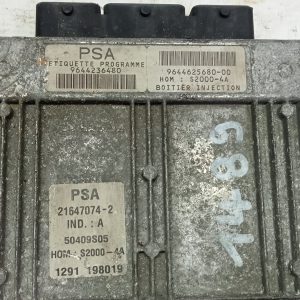 PSA
ETIQUETTE PROGRAMME
9644236480
9644625680-00
HOM : S2000-4A
BOITIER INJECTION
PSA
21647074-2
IND. : A
50409S05
HOM : S2000-4A
1291 198019